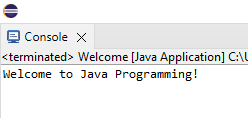 Console
<terminated> Welcome [Java Application] C:\
Welcome to Java Programming!